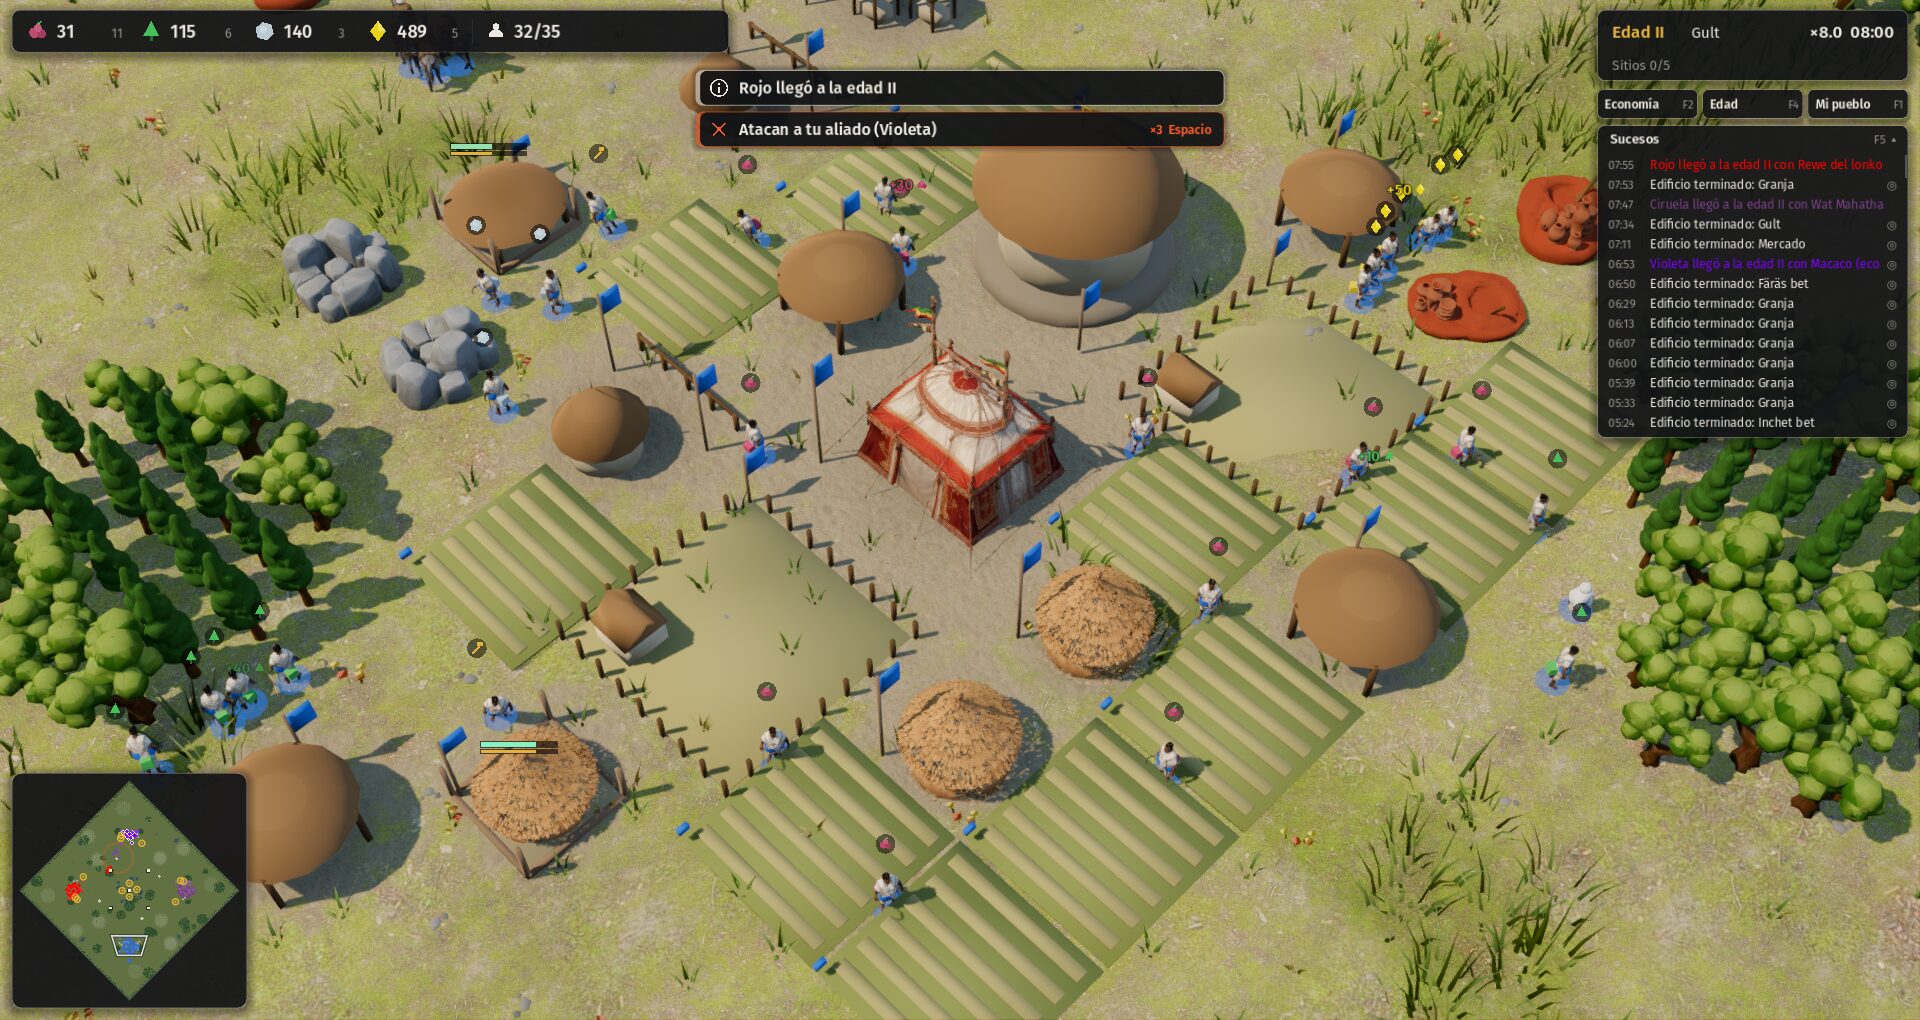 31 11 115 6 140 3 489 5 32/35
Edad II Gult ×8.0 08:00
Sitios 0/5
Rojo llegó a la edad II
Atacan a tu aliado (Violeta) ×3 Espacio
Economía F2 Edad F4 Mi pueblo F1
Sucesos F5
07:55 Rojo llegó a la edad II con Rewe del lonko
07:53 Edificio terminado: Granja
07:47 Ciruela llegó a la edad II con Wat Mahatha
07:34 Edificio terminado: Gult
07:11 Edificio terminado: Mercado
06:53 Violeta llegó a la edad II con Macaco (eco
06:50 Edificio terminado: Färäs bet
06:29 Edificio terminado: Granja
06:13 Edificio terminado: Granja
06:07 Edificio terminado: Granja
06:00 Edificio terminado: Granja
05:39 Edificio terminado: Granja
05:33 Edificio terminado: Granja
05:24 Edificio terminado: Inchet bet
+50
+10